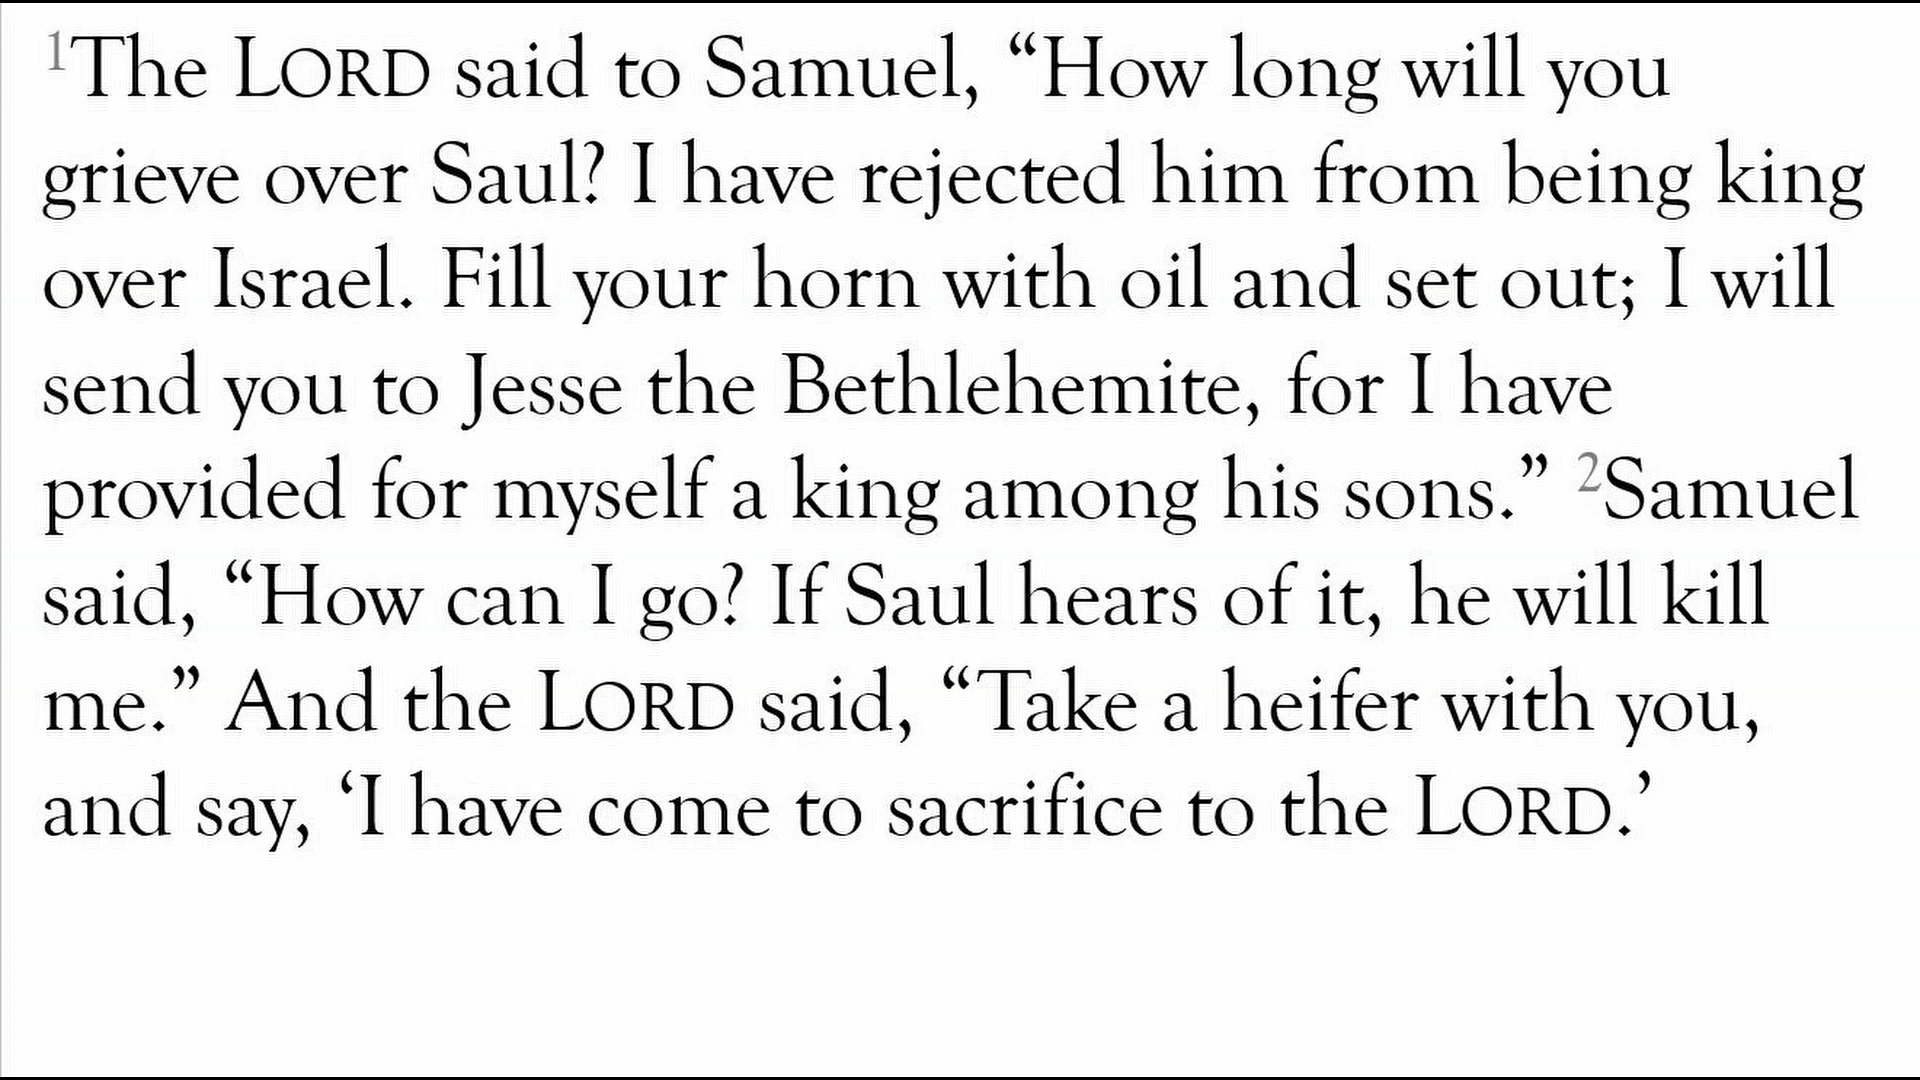 1The LORD said to Samuel, “How long will you
grieve over Saul? I have rejected him from being king
over Israel. Fill your horn with oil and set out; I will
send you to Jesse the Bethlehemite, for I have
provided for myself a king among his sons.” 2Samuel
said, “How can I go? If Saul hears of it, he will kill
me.” And the LORD said, “Take a heifer with you,
and say, ‘I have come to sacrifice to the LORD.’